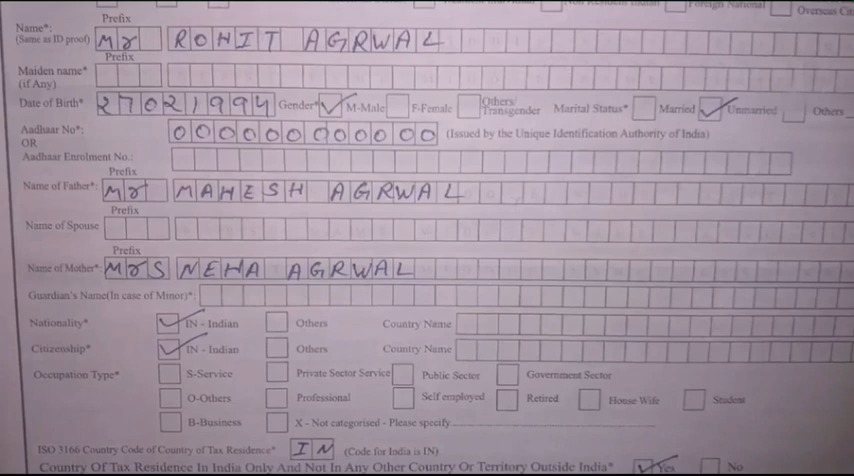 Foreign National Overseas Cit
Prefix
Name*: Mr ROHIT AGRWAL
(Same as ID proof)
Prefix
Maiden name*
(if Any)
Date of Birth* 27021994 Gender* M-Male F-Female Others/Transgender Marital Status* Married Unmarried Others
Aadhaar No*: 000000000000 (Issued by the Unique Identification Authority of India)
OR
Aadhaar Enrolment No.:
Prefix
Name of Father*: Mr MAHESH AGRWAL
Prefix
Name of Spouse
Prefix
Name of Mother*: MrS NEHA AGRWAL
Guardian's Name(In case of Minor)*:
Nationality* IN - Indian Others Country Name
Citizenship* IN - Indian Others Country Name
Occupation Type* S-Service Private Sector Service Public Sector Government Sector
O-Others Professional Self employed Retired House Wife Student
B-Business X - Not categorised - Please specify
ISO 3166 Country Code of Country of Tax Residence* IN (Code for India is IN)
Country Of Tax Residence In India Only And Not In Any Other Country Or Territory Outside India* Yes No